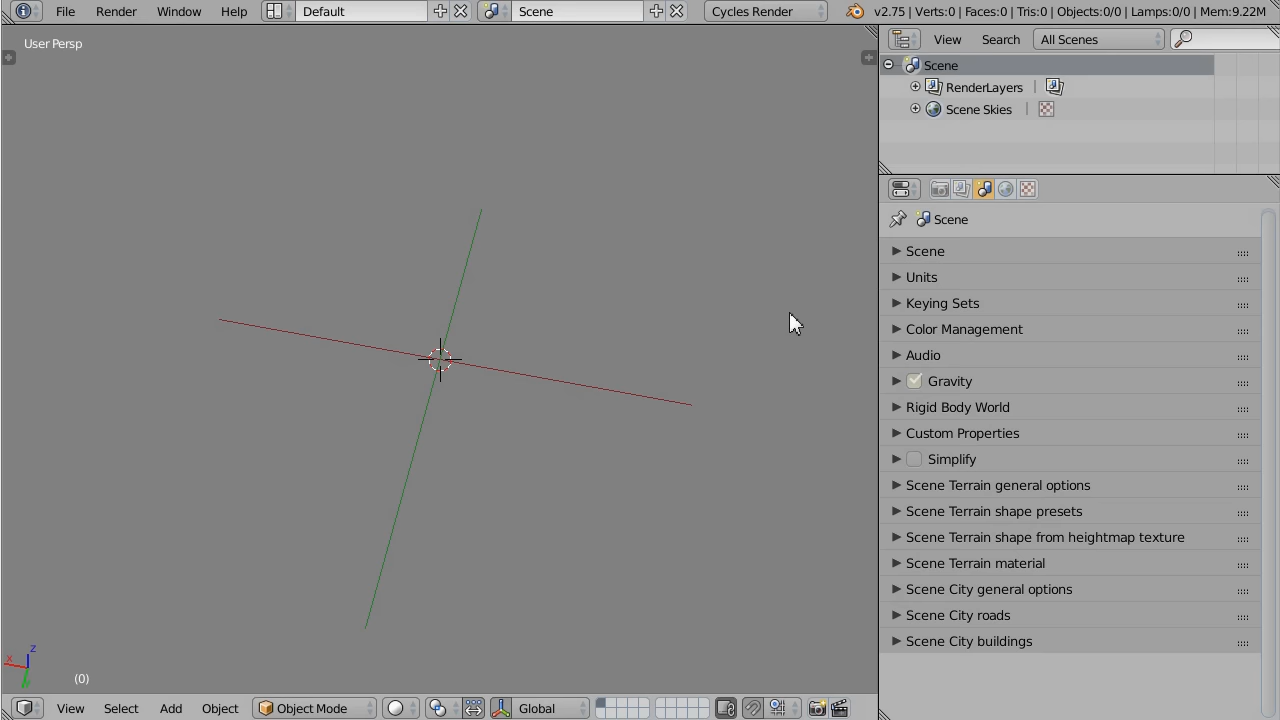 File Render Window Help Default Scene Cycles Render v2.75 | Verts:0 | Faces:0 | Tris:0 | Objects:0/0 | Lamps:0/0 | Mem:9.22M
User Persp
View Search All Scenes
Scene
RenderLayers
Scene Skies
Scene
Scene
Units
Keying Sets
Color Management
Audio
Gravity
Rigid Body World
Custom Properties
Simplify
Scene Terrain general options
Scene Terrain shape presets
Scene Terrain shape from heightmap texture
Scene Terrain material
Scene City general options
Scene City roads
Scene City buildings
z
x
(0)
View Select Add Object Object Mode Global